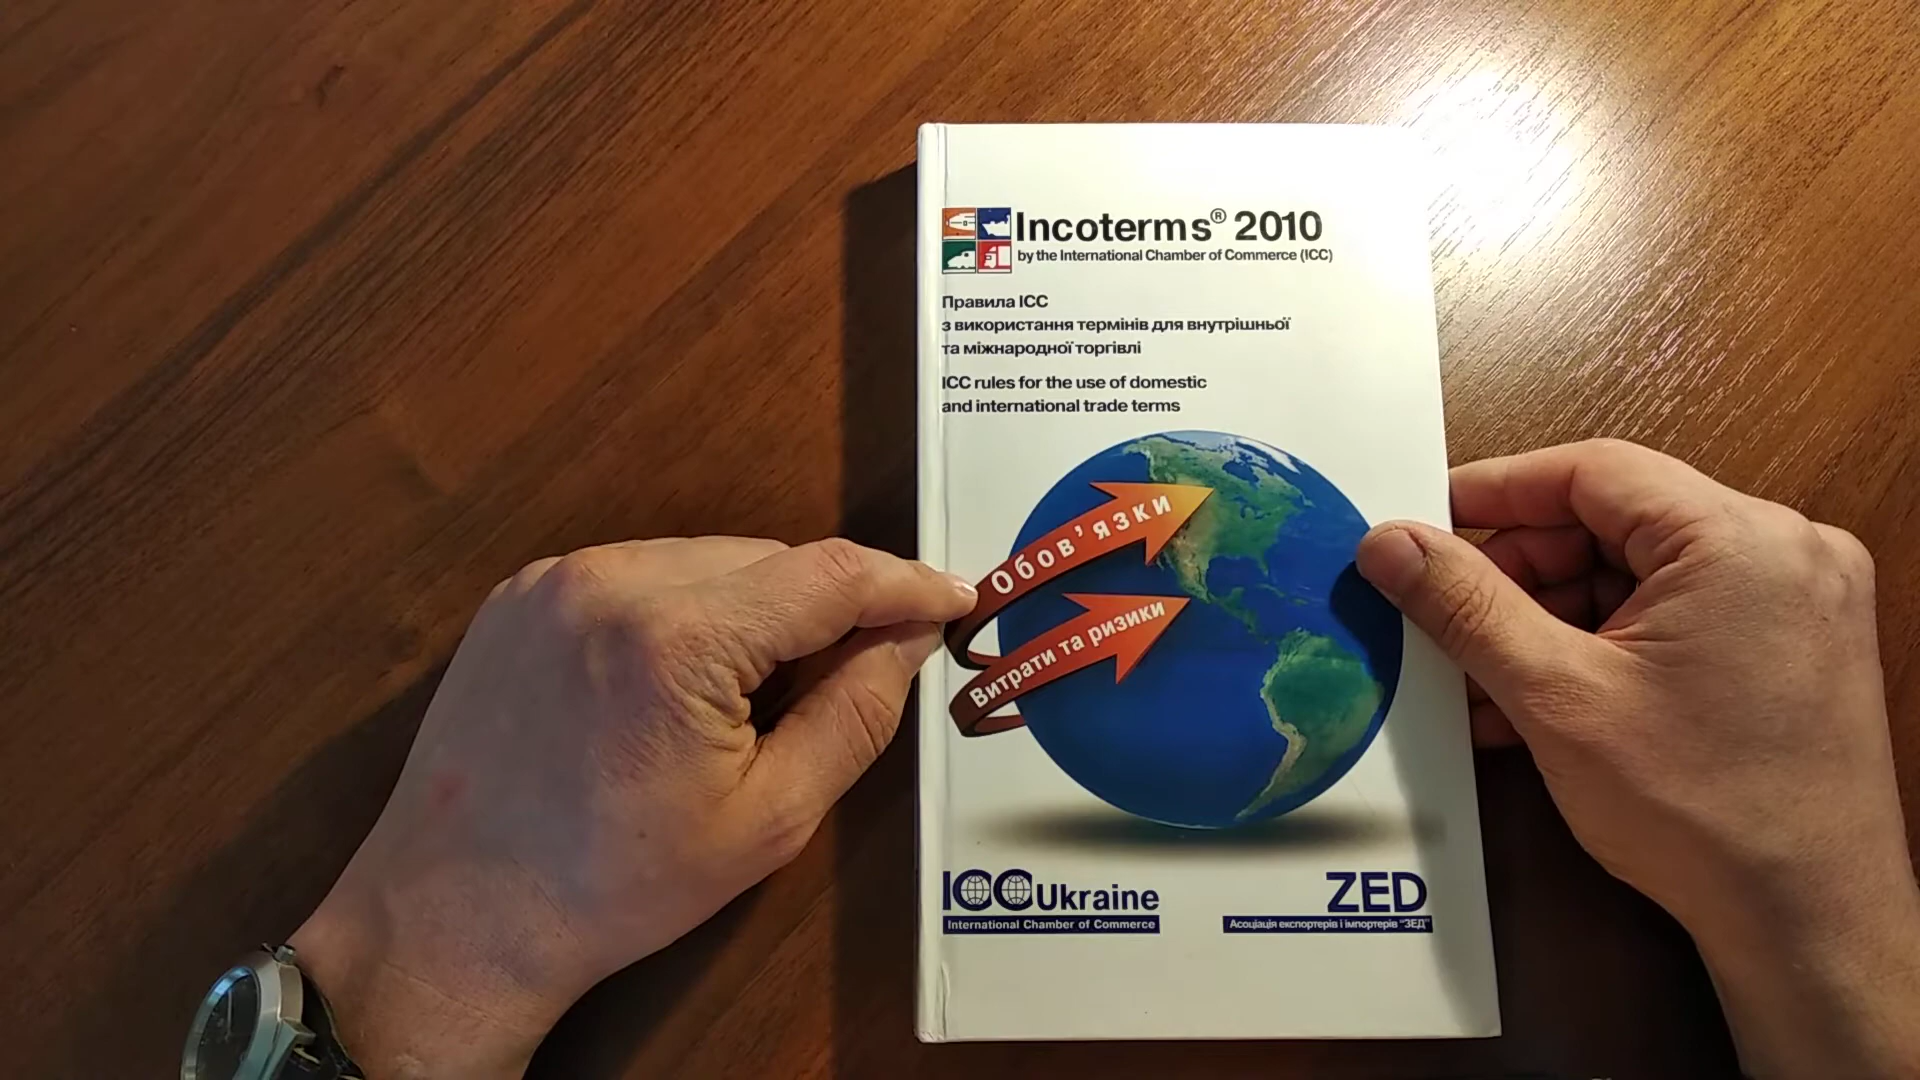 Incoterms® 2010
by the International Chamber of Commerce (ICC)
Правила ICC
з використання термінів для внутрішньої
та міжнародної торгівлі
ICC rules for the use of domestic
and international trade terms
Обов'язки
Витрати та ризики
ICC Ukraine
International Chamber of Commerce
ZED
Асоціація експортерів і імпортерів "ЗЕД"